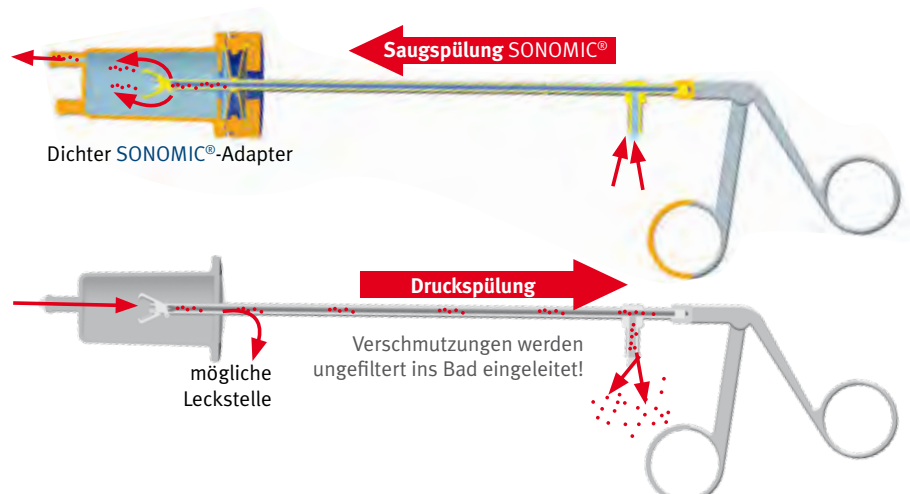 Saugspülung SONOMIC®
Dichter SONOMIC®-Adapter
Druckspülung
Verschmutzungen werden
ungefiltert ins Bad eingeleitet!
mögliche
Leckstelle